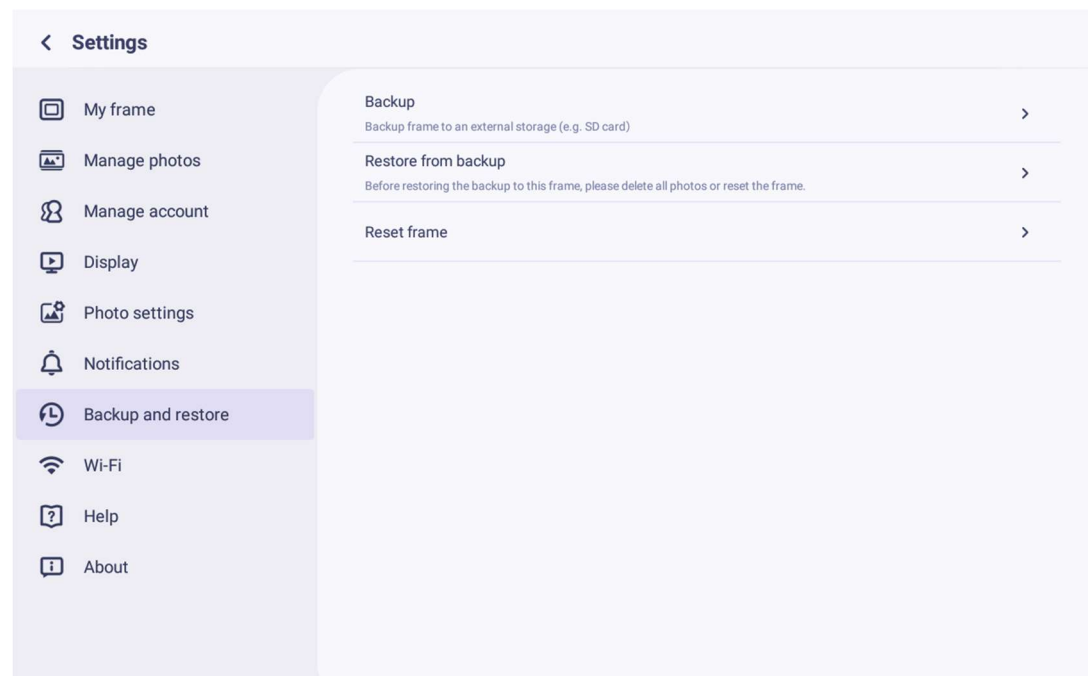 Settings
My frame
Manage photos
Manage account
Display
Photo settings
Notifications
Backup and restore
Wi-Fi
Help
About
Backup
Backup frame to an external storage (e.g. SD card)
Restore from backup
Before restoring the backup to this frame, please delete all photos or reset the frame.
Reset frame